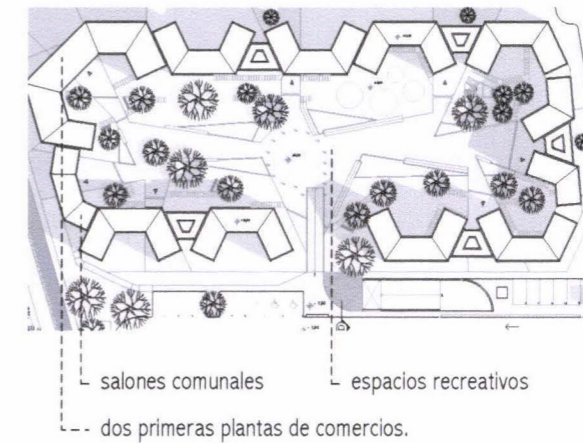 salones comunales
espacios recreativos
dos primeras plantas de comercios.